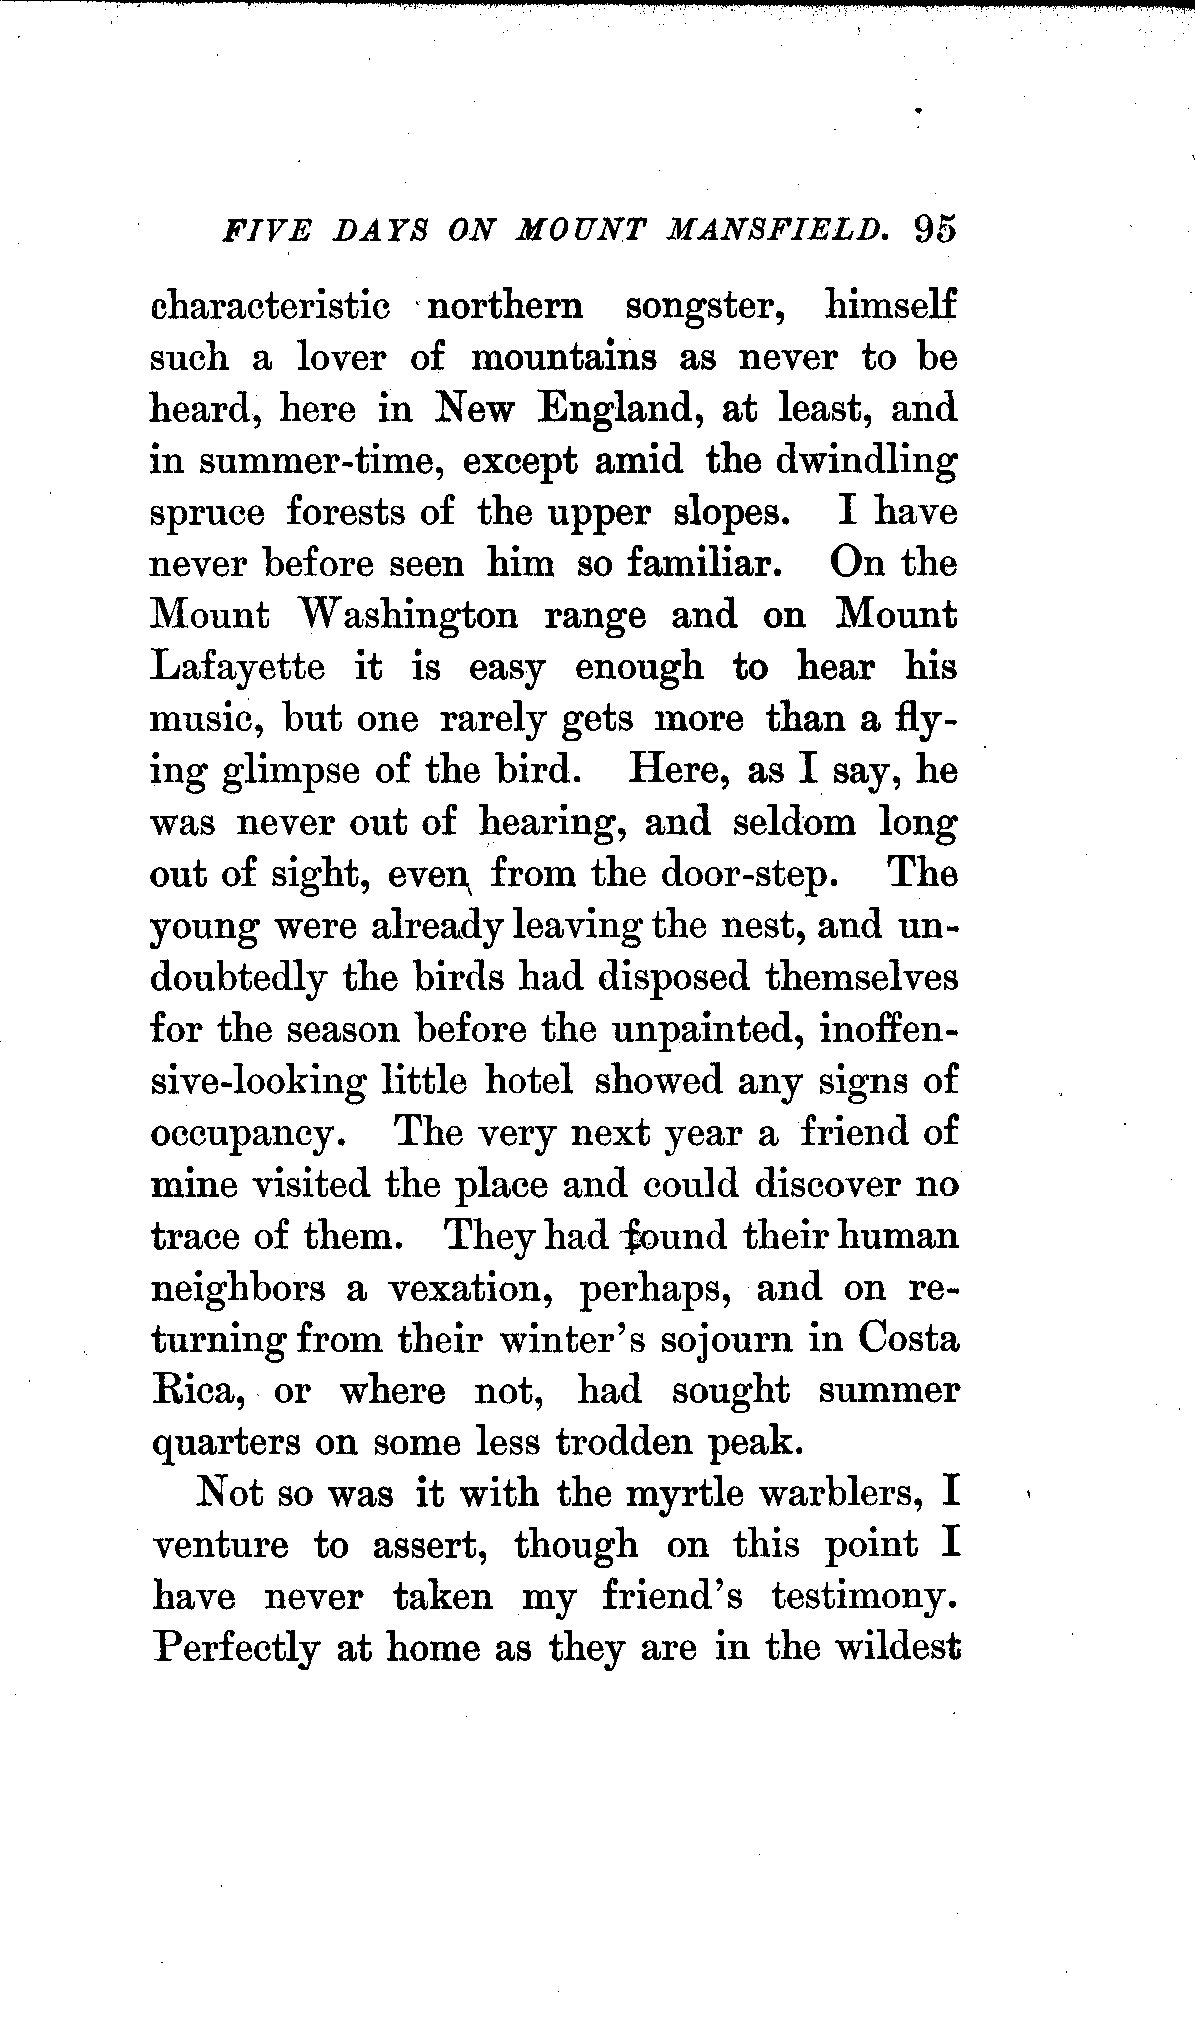 FIVE DAYS ON MOUNT MANSFIELD. 95
characteristic northern songster, himself
such a lover of mountains as never to be
heard, here in New England, at least, and
in summer-time, except amid the dwindling
spruce forests of the upper slopes. I have
never before seen him so familiar. On the
Mount Washington range and on Mount
Lafayette it is easy enough to hear his
music, but one rarely gets more than a fly-
ing glimpse of the bird. Here, as I say, he
was never out of hearing, and seldom long
out of sight, even from the door-step. The
young were already leaving the nest, and un-
doubtedly the birds had disposed themselves
for the season before the unpainted, inoffen-
sive-looking little hotel showed any signs of
occupancy. The very next year a friend of
mine visited the place and could discover no
trace of them. They had found their human
neighbors a vexation, perhaps, and on re-
turning from their winter's sojourn in Costa
Rica, or where not, had sought summer
quarters on some less trodden peak.
Not so was it with the myrtle warblers, I
venture to assert, though on this point I
have never taken my friend's testimony.
Perfectly at home as they are in the wildest